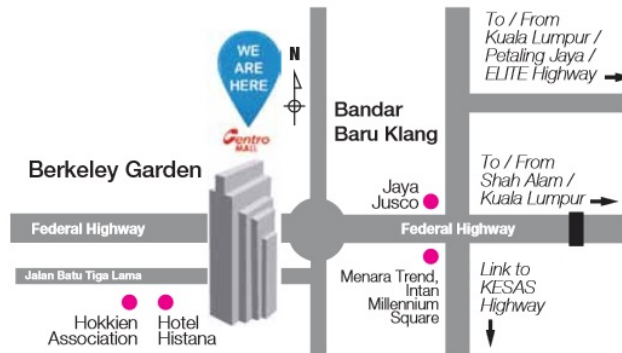 WE
ARE
HERE
N
Centro
MALL
To / From
Kuala Lumpur /
Petaling Jaya /
ELITE Highway
Bandar
Baru Klang
Berkeley Garden
To / From
Shah Alam /
Kuala Lumpur
Jaya
Jusco
Federal Highway
Federal Highway
Jalan Batu Tiga Lama
Menara Trend,
Intan
Millennium
Square
Link to
KESAS
Highway
Hokkien
Association
Hotel
Histana